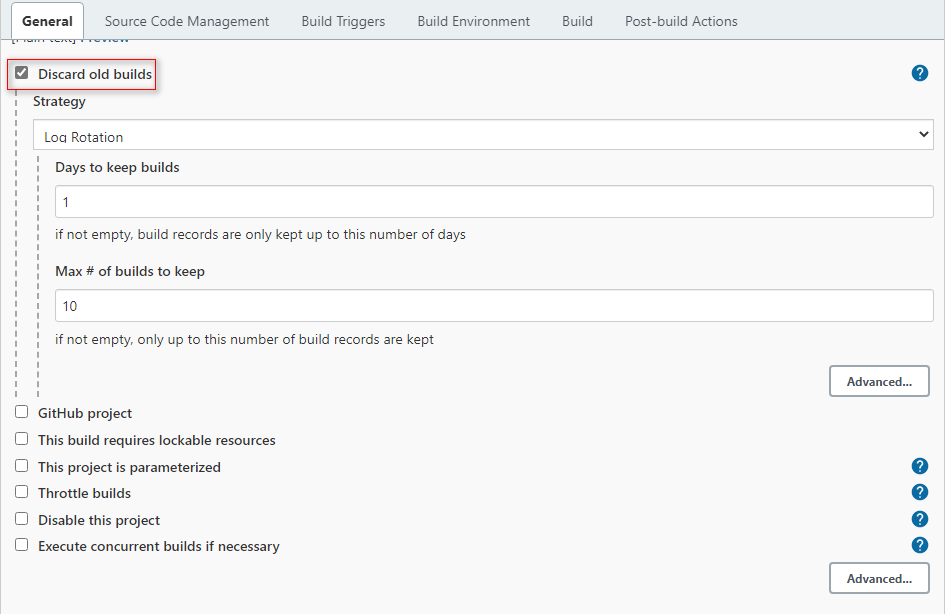 General Source Code Management Build Triggers Build Environment Build Post-build Actions
[Plain text] Preview
Discard old builds ?
Strategy
Log Rotation
Days to keep builds
1
if not empty, build records are only kept up to this number of days
Max # of builds to keep
10
if not empty, only up to this number of build records are kept
Advanced...
GitHub project
This build requires lockable resources
This project is parameterized ?
Throttle builds ?
Disable this project ?
Execute concurrent builds if necessary ?
Advanced...